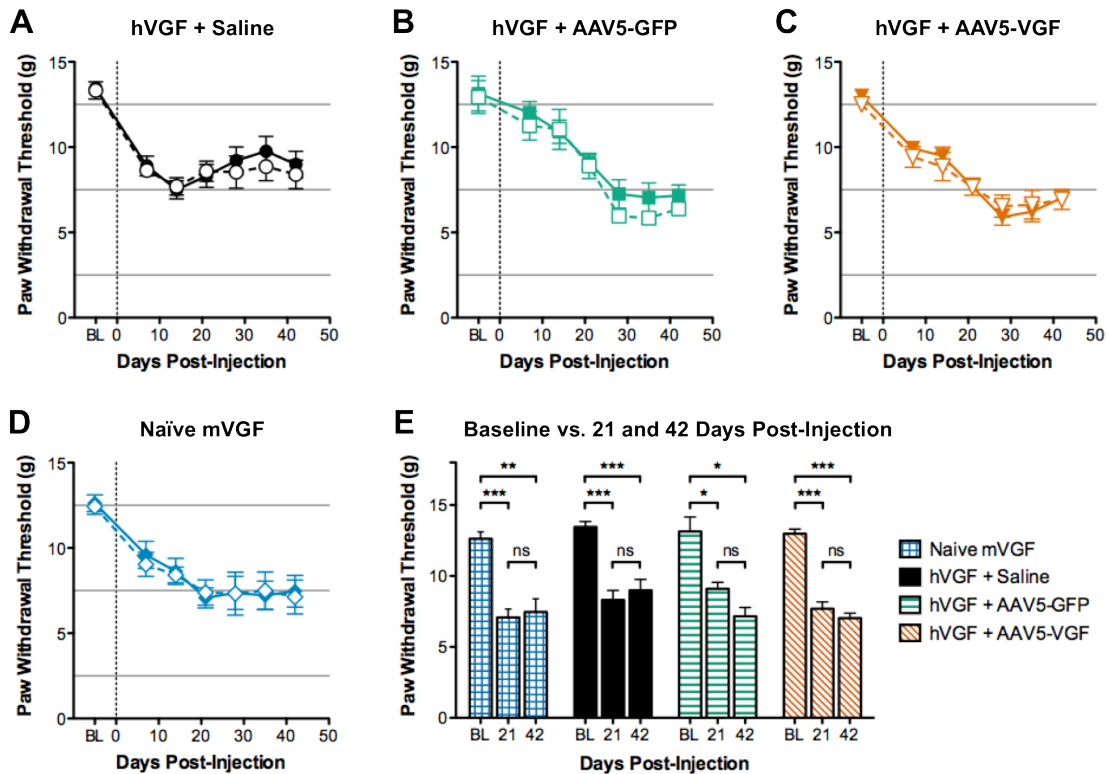 A
hVGF + Saline
Paw Withdrawal Threshold (g)
15
10
5
0
BL 0 10 20 30 40 50
Days Post-Injection
B
hVGF + AAV5-GFP
Paw Withdrawal Threshold (g)
15
10
5
0
BL 0 10 20 30 40 50
Days Post-Injection
C
hVGF + AAV5-VGF
Paw Withdrawal Threshold (g)
15
10
5
0
BL 0 10 20 30 40 50
Days Post-Injection
D
Naïve mVGF
Paw Withdrawal Threshold (g)
15
10
5
0
BL 0 10 20 30 40 50
Days Post-Injection
E
Baseline vs. 21 and 42 Days Post-Injection
Paw Withdrawal Threshold (g)
15
10
5
0
** *** * ***
*** *** * ***
ns ns ns ns
BL 21 42 BL 21 42 BL 21 42 BL 21 42
Days Post-Injection
Naive mVGF
hVGF + Saline
hVGF + AAV5-GFP
hVGF + AAV5-VGF